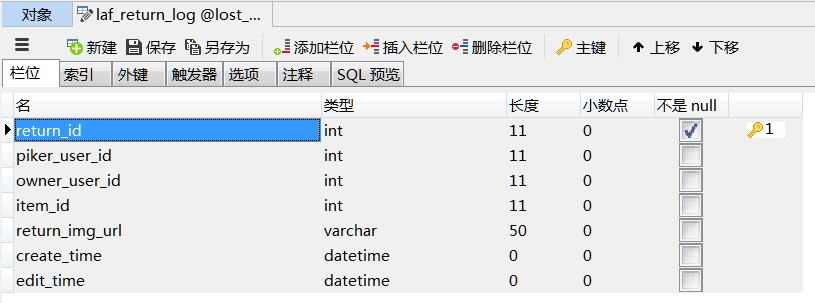 对象 laf_return_log @lost_...
新建 保存 另存为 添加栏位 插入栏位 删除栏位 主键 上移 下移
栏位 索引 外键 触发器 选项 注释 SQL 预览
名 类型 长度 小数点 不是 null
return_id int 11 0 1
piker_user_id int 11 0
owner_user_id int 11 0
item_id int 11 0
return_img_url varchar 50 0
create_time datetime 0 0
edit_time datetime 0 0